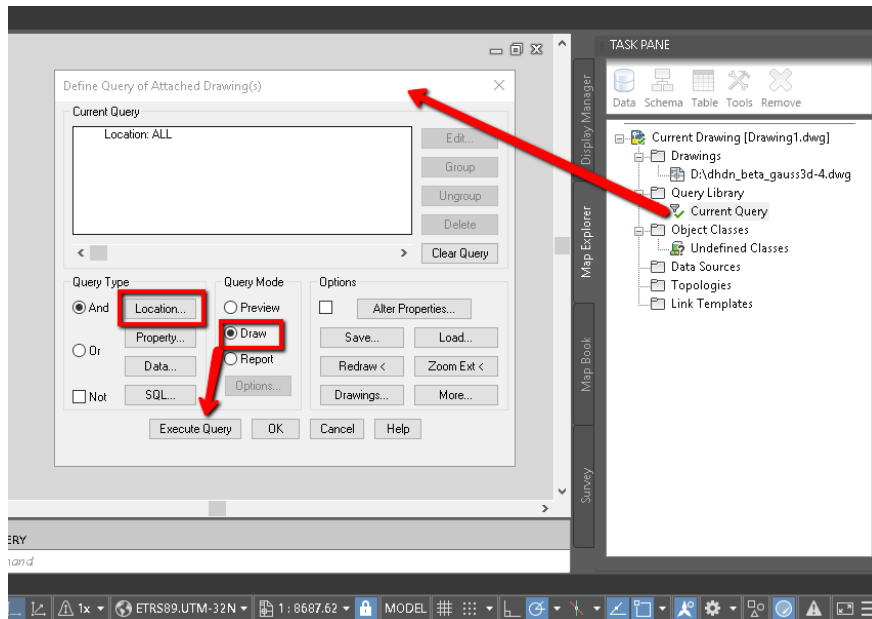 TASK PANE
Define Query of Attached Drawing(s)
Current Query
Location: ALL
Edit...
Group
Ungroup
Delete
Clear Query
Query Type
Query Mode
Options
And
Location...
Preview
Alter Properties...
Property...
Draw
Save...
Load...
Or
Data...
Report
Redraw <
Zoom Ext <
Not
SQL...
Options...
Drawings...
More...
Execute Query
OK
Cancel
Help
Display Manager
Map Explorer
Map Book
Survey
Data Schema Table Tools Remove
Current Drawing [Drawing1.dwg]
Drawings
D:\dhdn_beta_gauss3d-4.dwg
Query Library
Current Query
Object Classes
Undefined Classes
Data Sources
Topologies
Link Templates
ERY
1x
ETRS89.UTM-32N
1 : 8687.62
MODEL